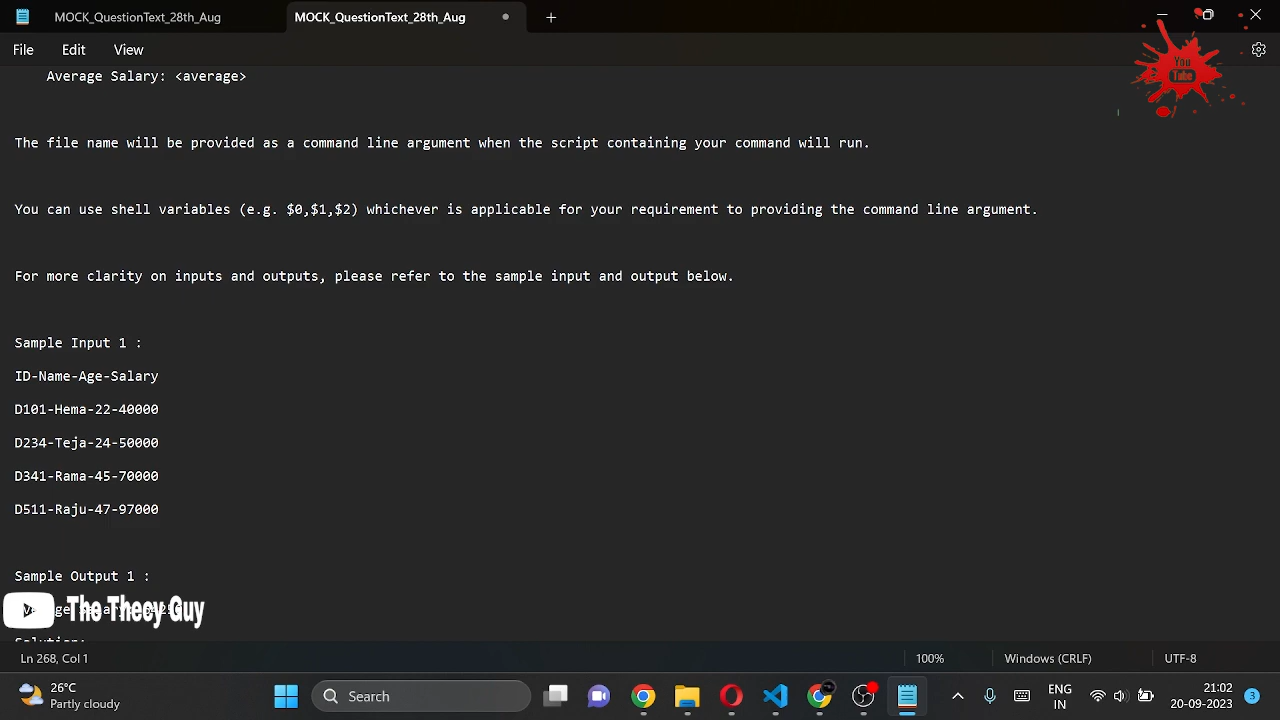 MOCK_QuestionText_28th_Aug
MOCK_QuestionText_28th_Aug
File Edit View
You
Tube
Average Salary: <average>
The file name will be provided as a command line argument when the script containing your command will run.
You can use shell variables (e.g. $0,$1,$2) whichever is applicable for your requirement to providing the command line argument.
For more clarity on inputs and outputs, please refer to the sample input and output below.
Sample Input 1 :
ID-Name-Age-Salary
D101-Hema-22-40000
D234-Teja-24-50000
D341-Rama-45-70000
D511-Raju-47-97000
Sample Output 1 :
The Theey Guy
Ln 268, Col 1
100%
Windows (CRLF)
UTF-8
26°C
Partly cloudy
Search
ENG
IN
21:02
20-09-2023
3